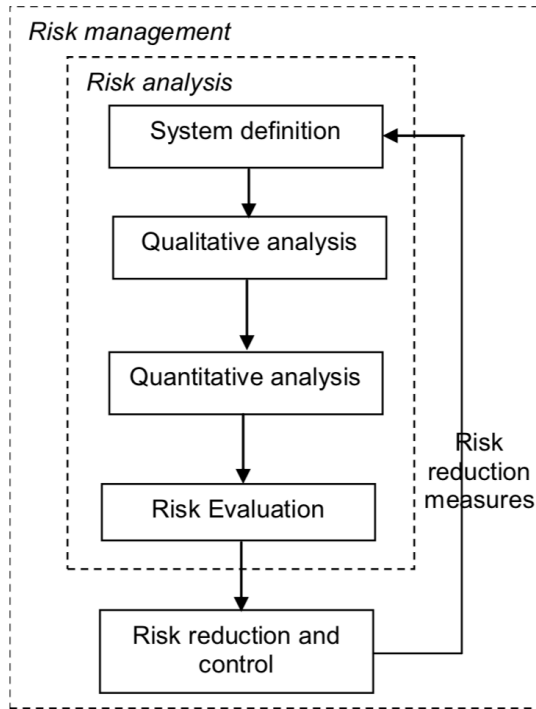 Risk management
Risk analysis
System definition
Qualitative analysis
Quantitative analysis
Risk Evaluation
Risk reduction and
control
Risk
reduction
measures